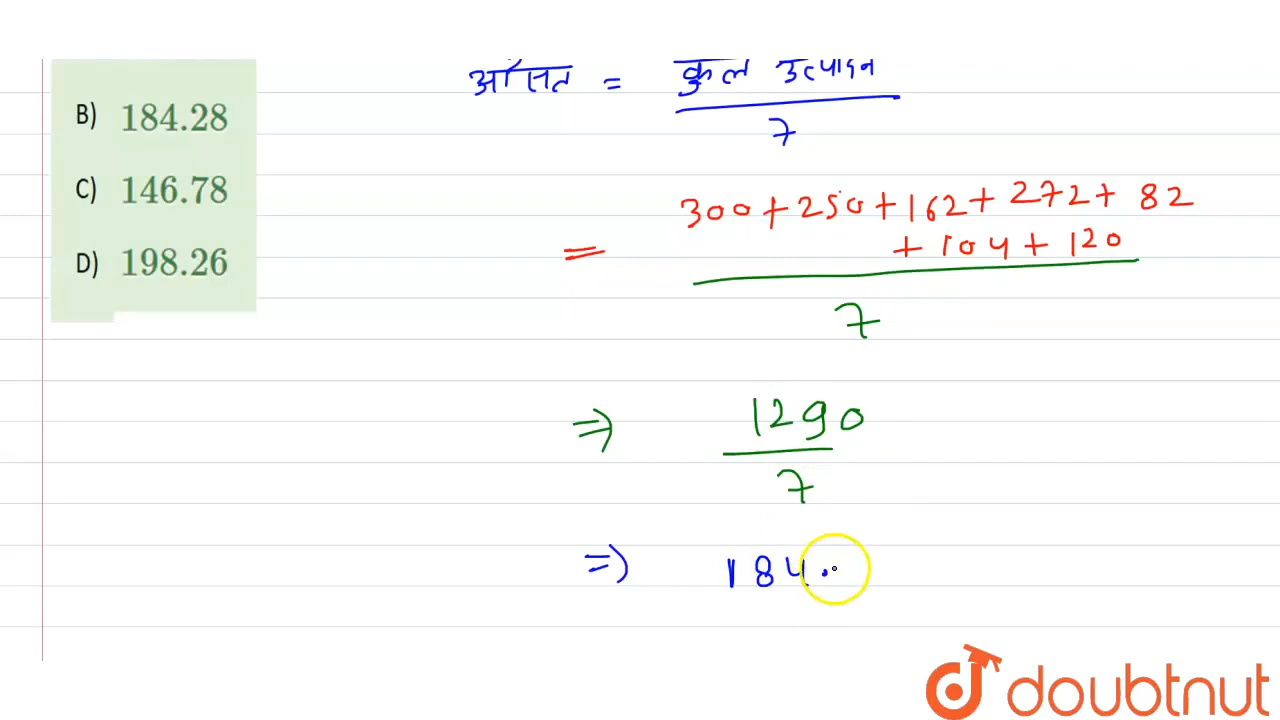 औसत = कुल उत्पादन
7
B) 184.28
C) 146.78
D) 198.26
= 300+250+162+272+82
+104+120
7
⇒ 1290
7
⇒ 184.
doubtnut